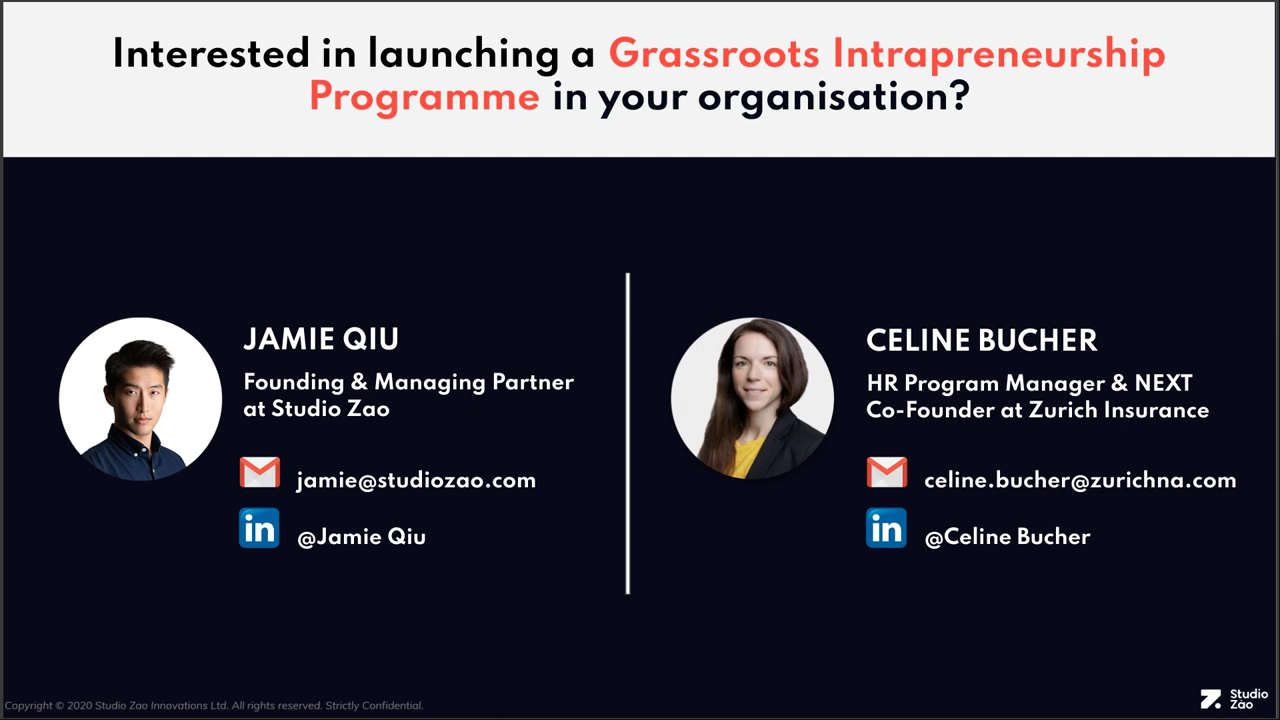 Interested in launching a Grassroots Intrapreneurship
Programme in your organisation?
JAMIE QIU
Founding & Managing Partner
at Studio Zao
jamie@studiozao.com
in
@Jamie Qiu
CELINE BUCHER
HR Program Manager & NEXT
Co-Founder at Zurich Insurance
celine.bucher@zurichna.com
in
@Celine Bucher
Copyright © 2020 Studio Zao Innovations Ltd. All rights reserved. Strictly Confidential.
Studio
Zao